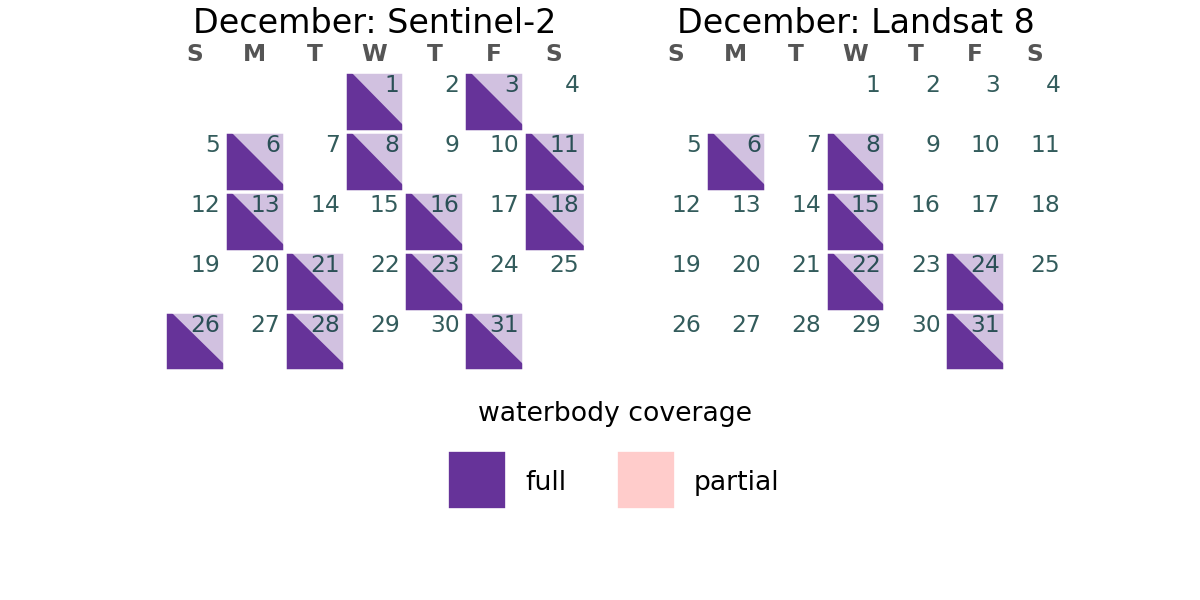 December: Sentinel-2
S M T W T F S
1 2 3 4
5 6 7 8 9 10 11
12 13 14 15 16 17 18
19 20 21 22 23 24 25
26 27 28 29 30 31
December: Landsat 8
S M T W T F S
1 2 3 4
5 6 7 8 9 10 11
12 13 14 15 16 17 18
19 20 21 22 23 24 25
26 27 28 29 30 31
waterbody coverage
full partial